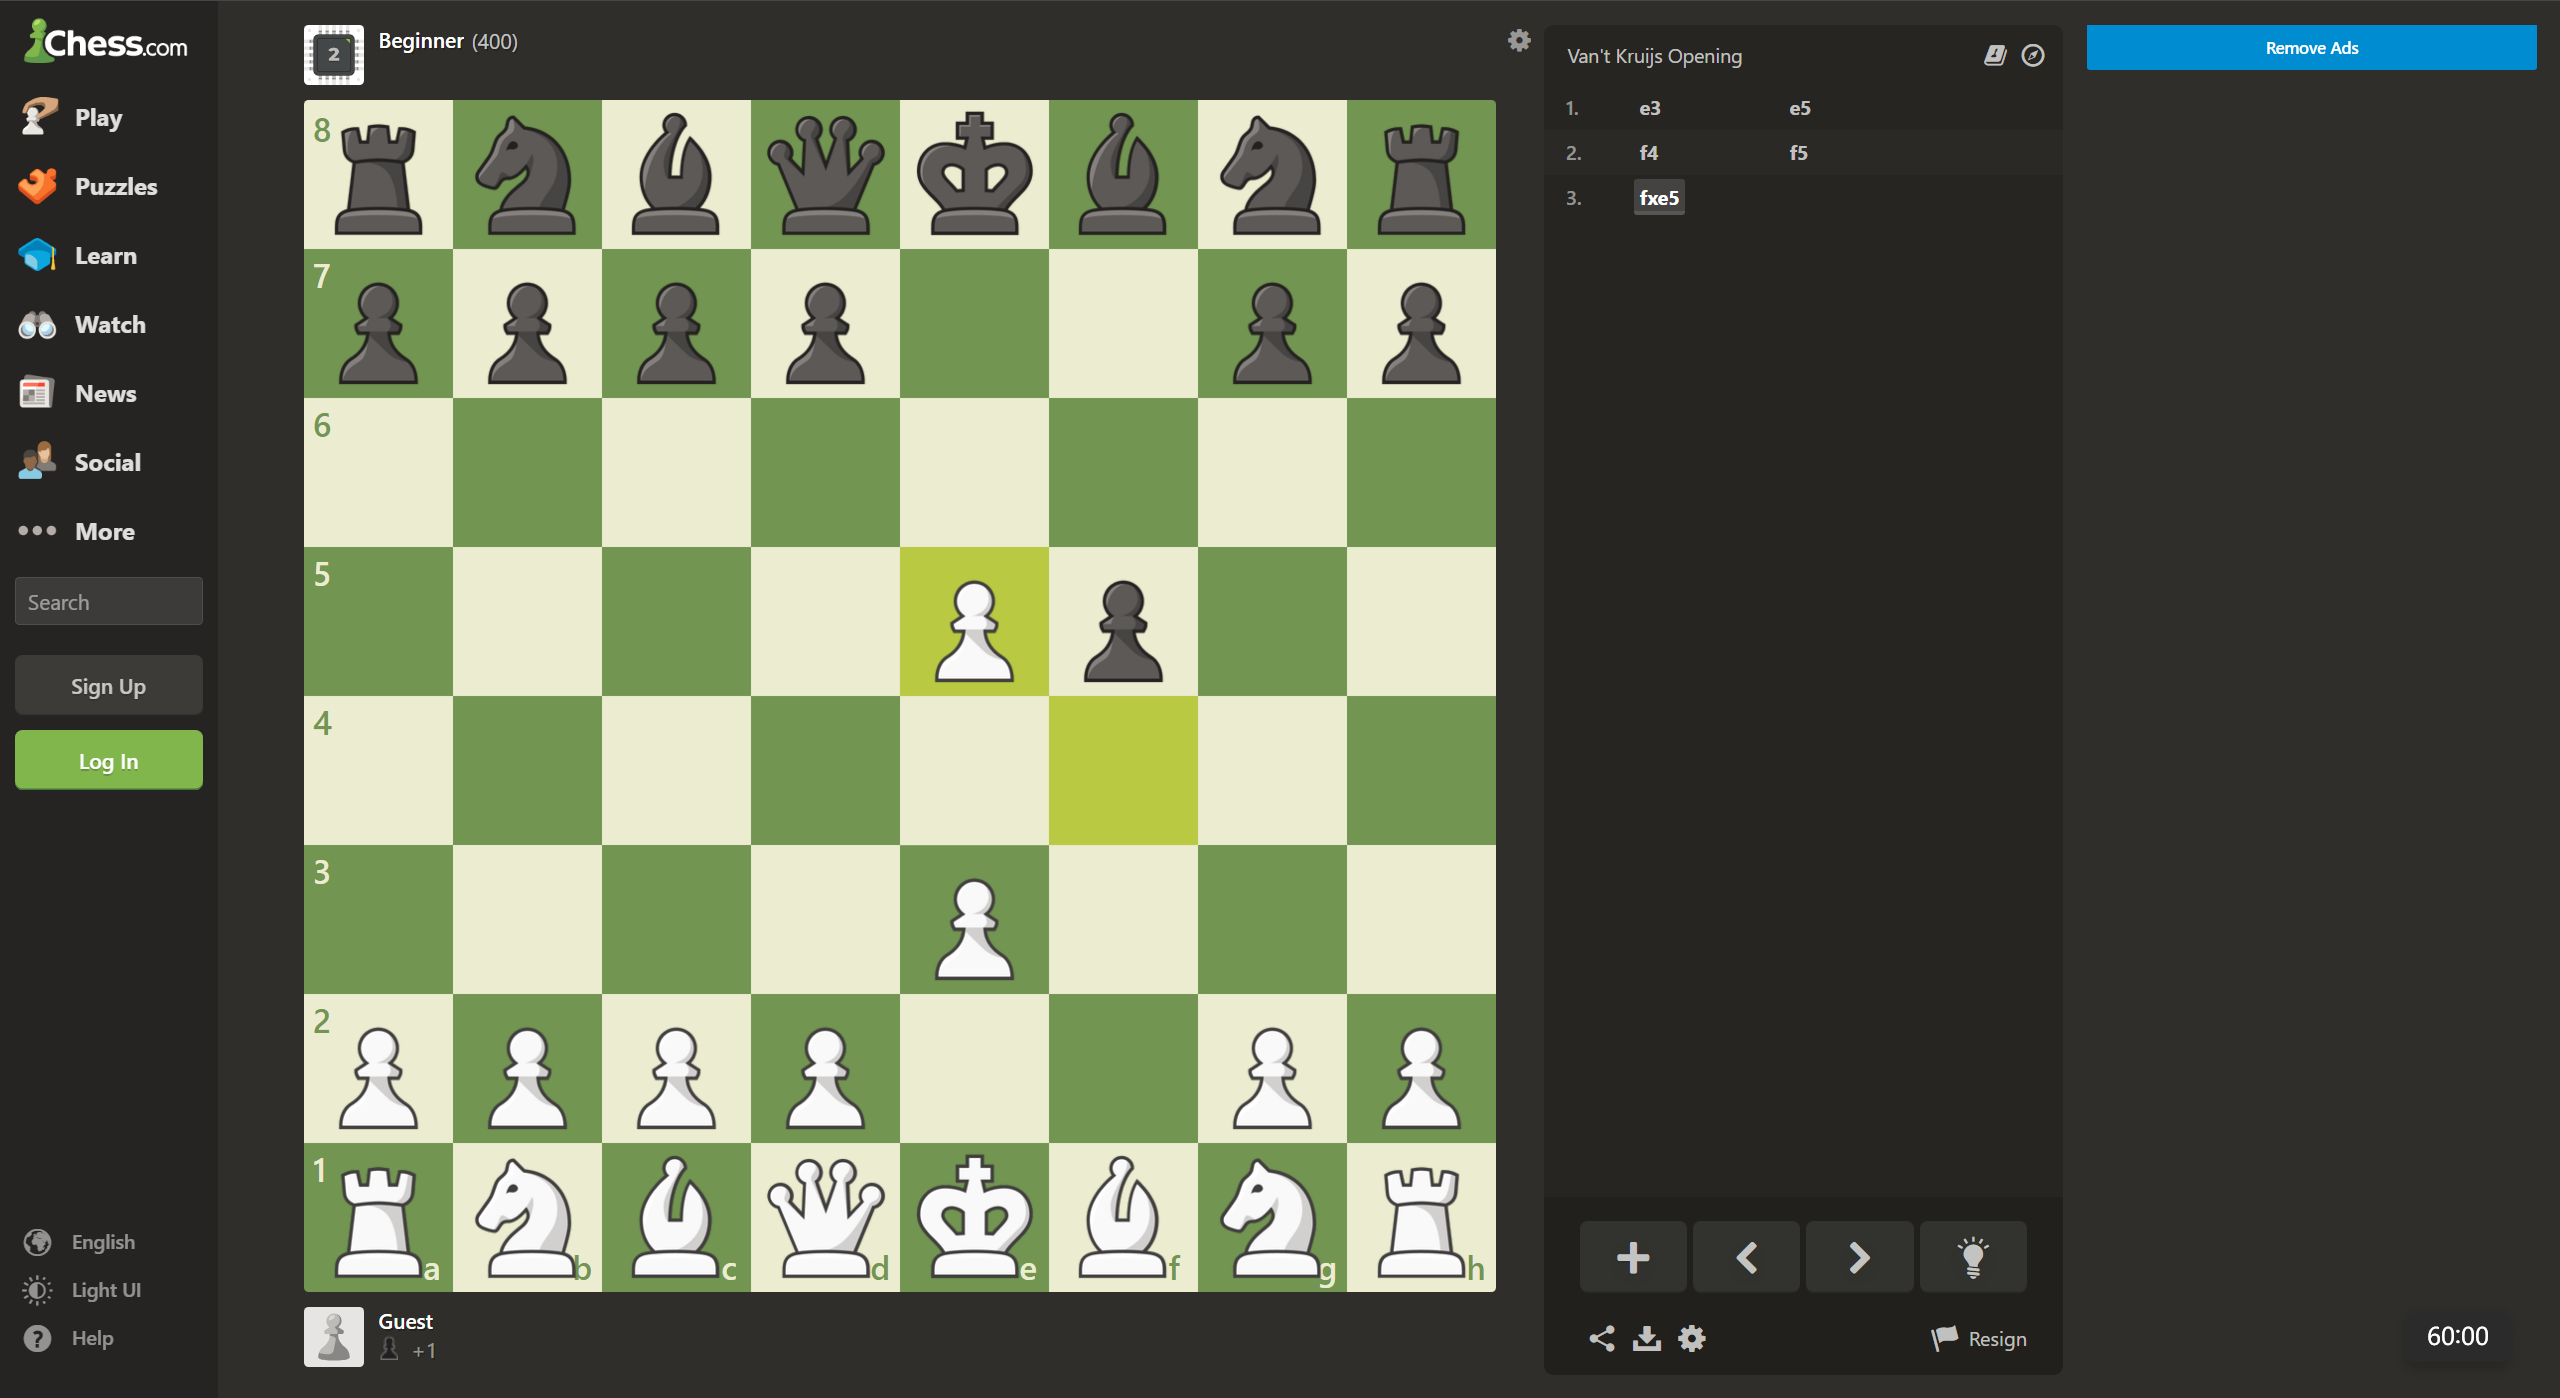 Chess.com
Play
Puzzles
Learn
Watch
News
Social
More
Search
Sign Up
Log In
English
Light UI
Help
2
Beginner (400)
8
7
6
5
4
3
2
1
a b c d e f g h
Guest
+1
Van't Kruijs Opening
1. e3 e5
2. f4 f5
3. fxe5
Resign
Remove Ads
60:00